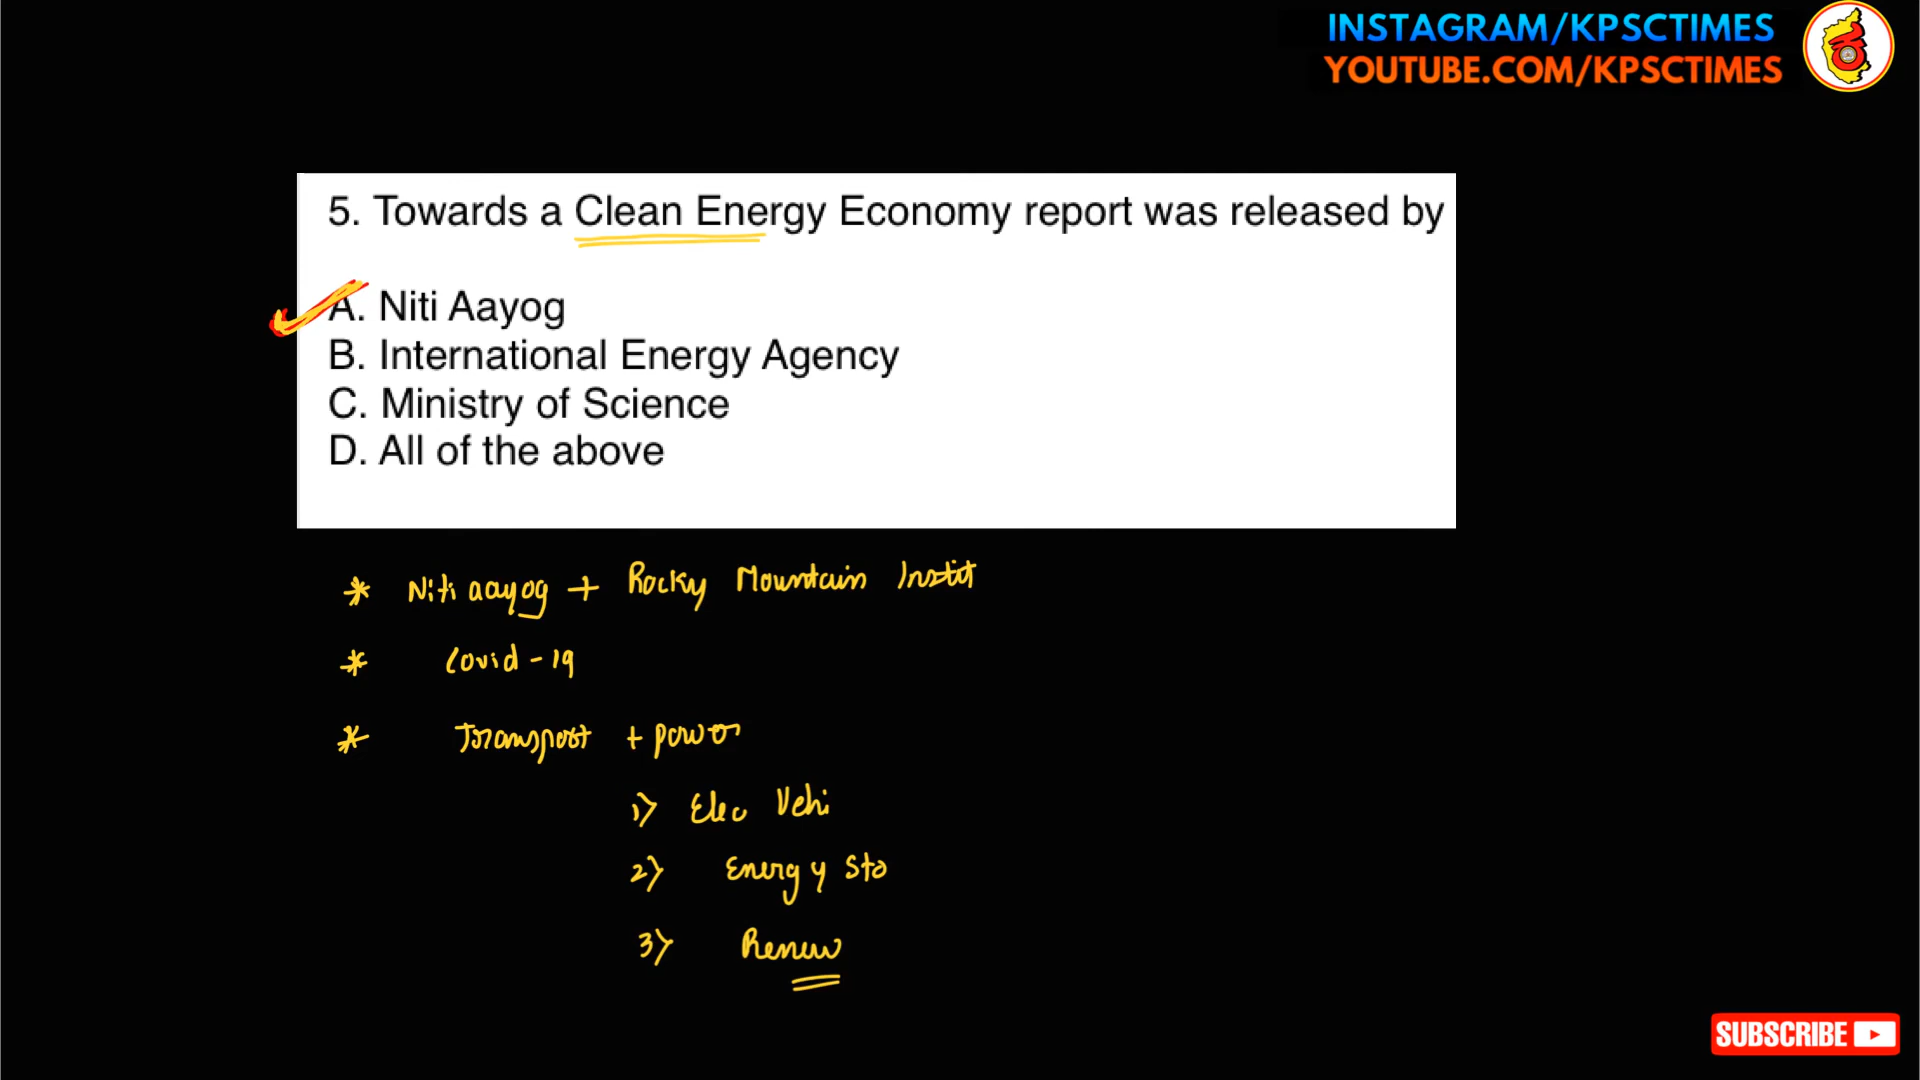 INSTAGRAM/KPSCTIMES
YOUTUBE.COM/KPSCTIMES
5. Towards a Clean Energy Economy report was released by
A. Niti Aayog
B. International Energy Agency
C. Ministry of Science
D. All of the above
* Niti aayog + Rocky Mountain Instit
* Covid-19
* Transport + power
1) Elec Vehi
2) Energy Sto
3) Renew
SUBSCRIBE